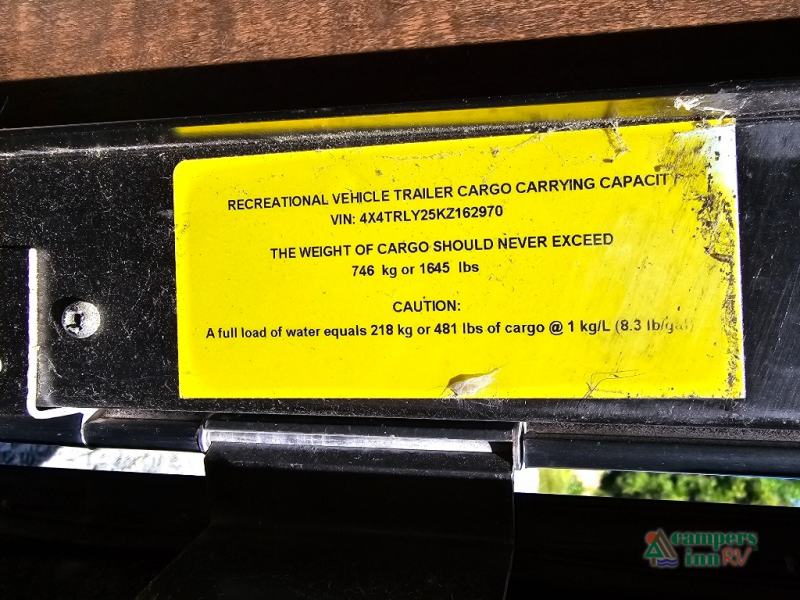 RECREATIONAL VEHICLE TRAILER CARGO CARRYING CAPACIT
VIN: 4X4TRLY25KZ162970
THE WEIGHT OF CARGO SHOULD NEVER EXCEED
746 kg or 1645 lbs
CAUTION:
A full load of water equals 218 kg or 481 lbs of cargo @ 1 kg/L (8.3 lb/gal)
campers
inn RV